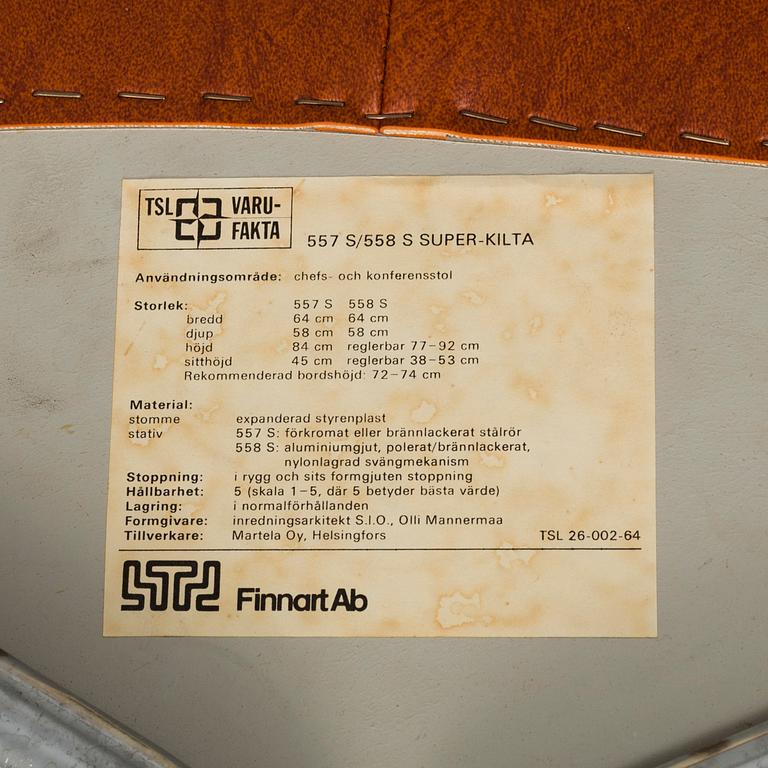 TSL VARU-
FAKTA
557 S/558 S SUPER-KILTA
Användningsområde: chefs- och konferensstol
Storlek: 557 S 558 S
bredd 64 cm 64 cm
djup 58 cm 58 cm
höjd 84 cm reglerbar 77–92 cm
sitthöjd 45 cm reglerbar 38–53 cm
Rekommenderad bordshöjd: 72–74 cm
Material:
stomme expanderad styrenplast
stativ 557 S: förkromat eller brännlackerat stålrör
558 S: aluminiumgjut, polerat/brännlackerat,
nylonlagrad svängmekanism
Stoppning: i rygg och sits formgjuten stoppning
Hållbarhet: 5 (skala 1–5, där 5 betyder bästa värde)
Lagring: i normalförhållanden
Formgivare: inredningsarkitekt S.I.O., Olli Mannermaa
Tillverkare: Martela Oy, Helsingfors TSL 26-002-64
Finnart Ab